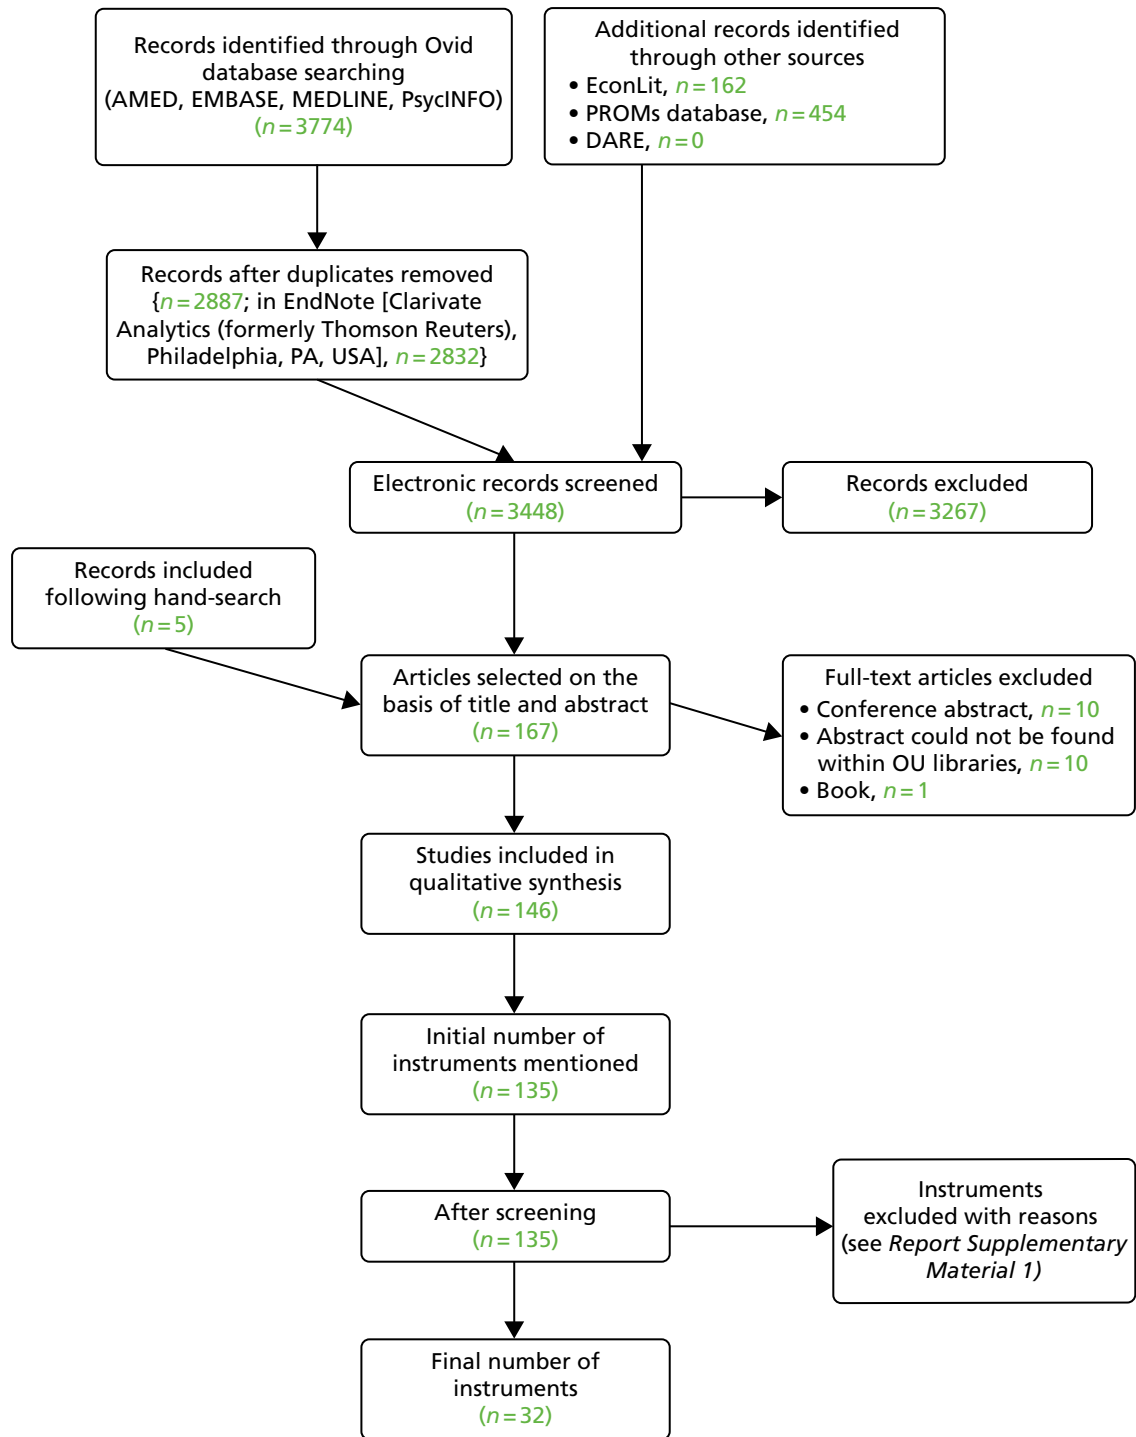 Records identified through Ovid
database searching
(AMED, EMBASE, MEDLINE, PsycINFO)
(n = 3774)
Additional records identified
through other sources
• EconLit, n = 162
• PROMs database, n = 454
• DARE, n = 0
Records after duplicates removed
{n = 2887; in EndNote [Clarivate
Analytics (formerly Thomson Reuters),
Philadelphia, PA, USA], n = 2832}
Electronic records screened
(n = 3448)
Records excluded
(n = 3267)
Records included
following hand-search
(n = 5)
Articles selected on the
basis of title and abstract
(n = 167)
Full-text articles excluded
• Conference abstract, n = 10
• Abstract could not be found
within OU libraries, n = 10
• Book, n = 1
Studies included in
qualitative synthesis
(n = 146)
Initial number of
instruments mentioned
(n = 135)
After screening
(n = 135)
Instruments
excluded with reasons
(see Report Supplementary
Material 1)
Final number of
instruments
(n = 32)